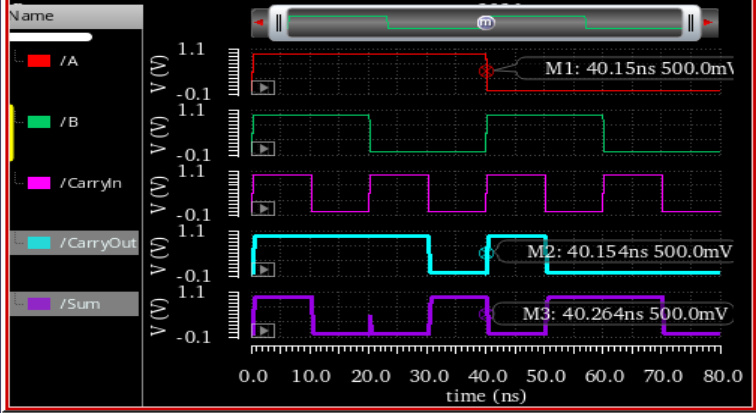 Name
m
/A
V (V)
1.1
-0.1
M1: 40.15ns 500.0mV
/B
V (V)
1.1
-0.1
/CarryIn
V (V)
1.1
-0.1
/CarryOut
V (V)
1.1
-0.1
M2: 40.154ns 500.0mV
/Sum
V (V)
1.1
-0.1
M3: 40.264ns 500.0mV
0.0 10.0 20.0 30.0 40.0 50.0 60.0 70.0 80.0
time (ns)